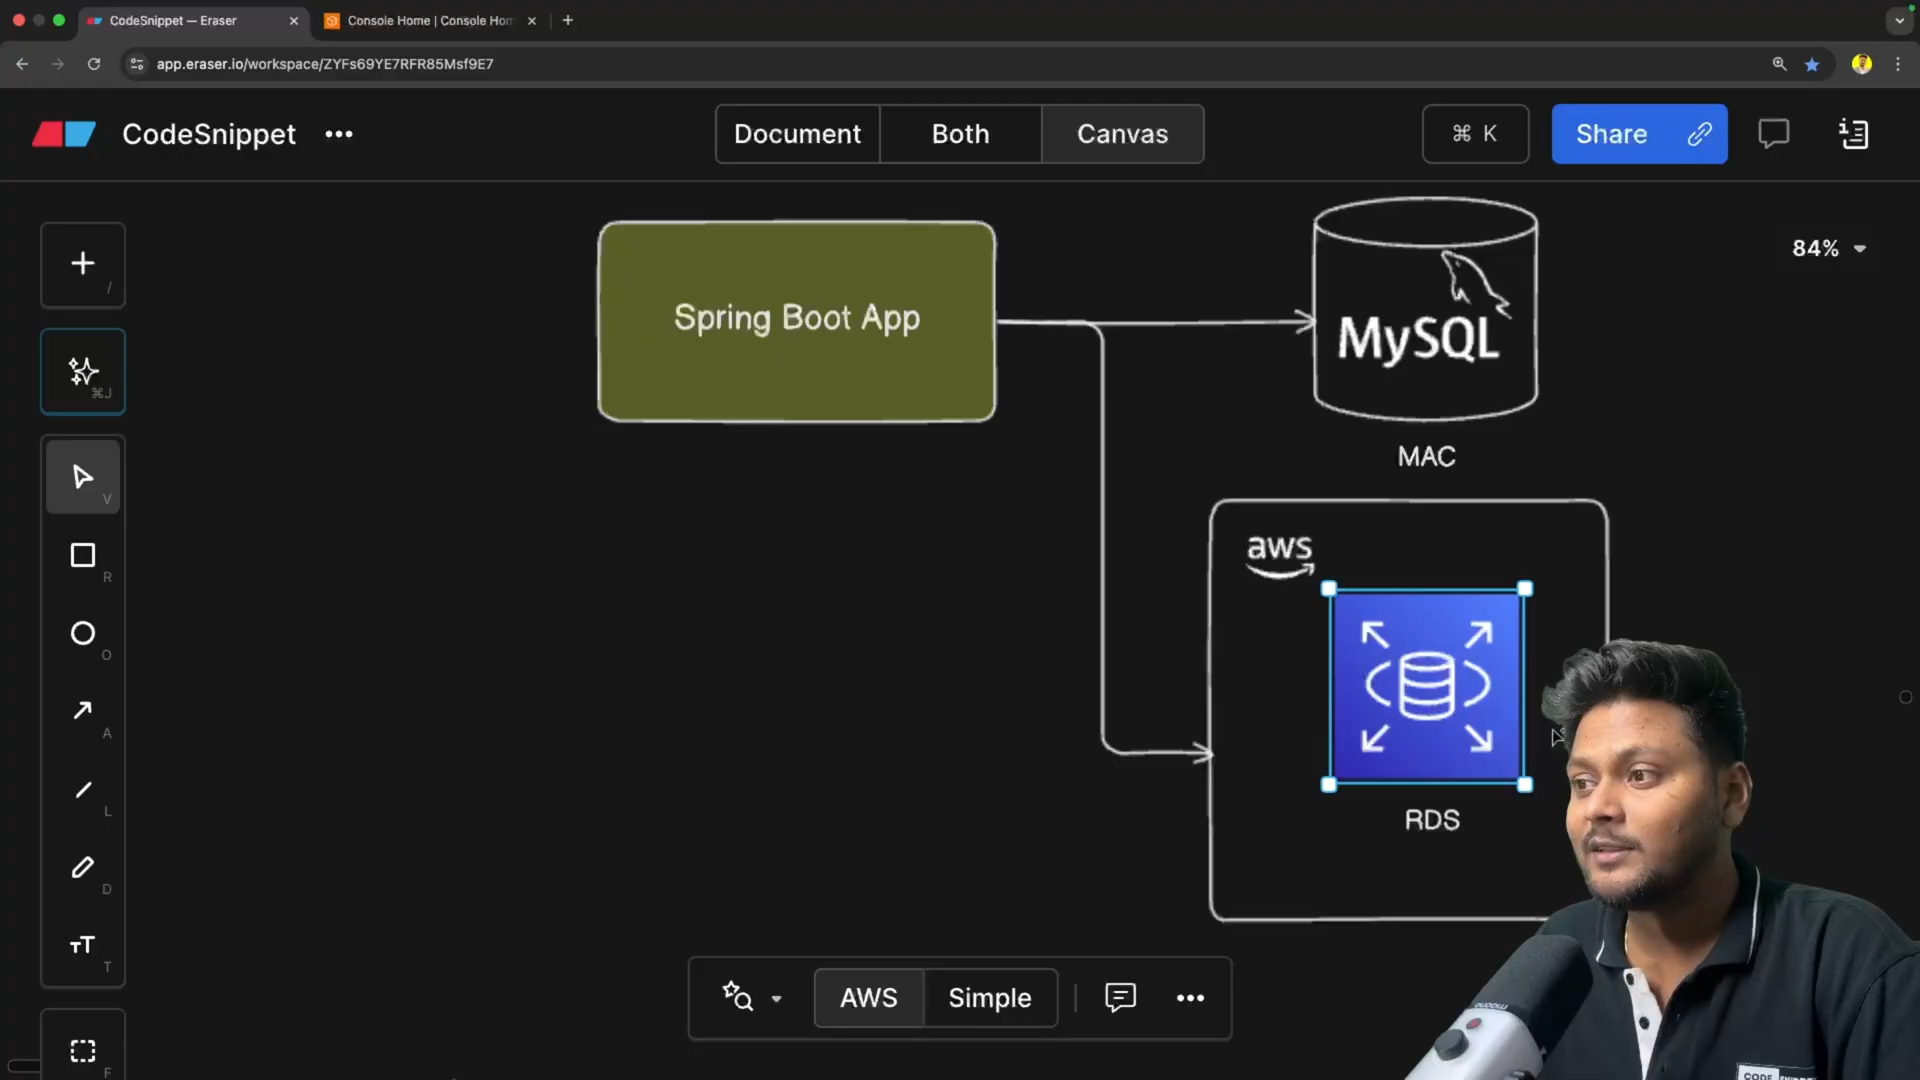 CodeSnippet — Eraser
Console Home | Console Hom
app.eraser.io/workspace/ZYFs69YE7RFR85Msf9E7
CodeSnippet
Document
Both
Canvas
⌘ K
Share
84%
/
⌘J
V
R
O
A
L
D
T
F
Spring Boot App
MySQL
MAC
aws
RDS
AWS
Simple
CODE